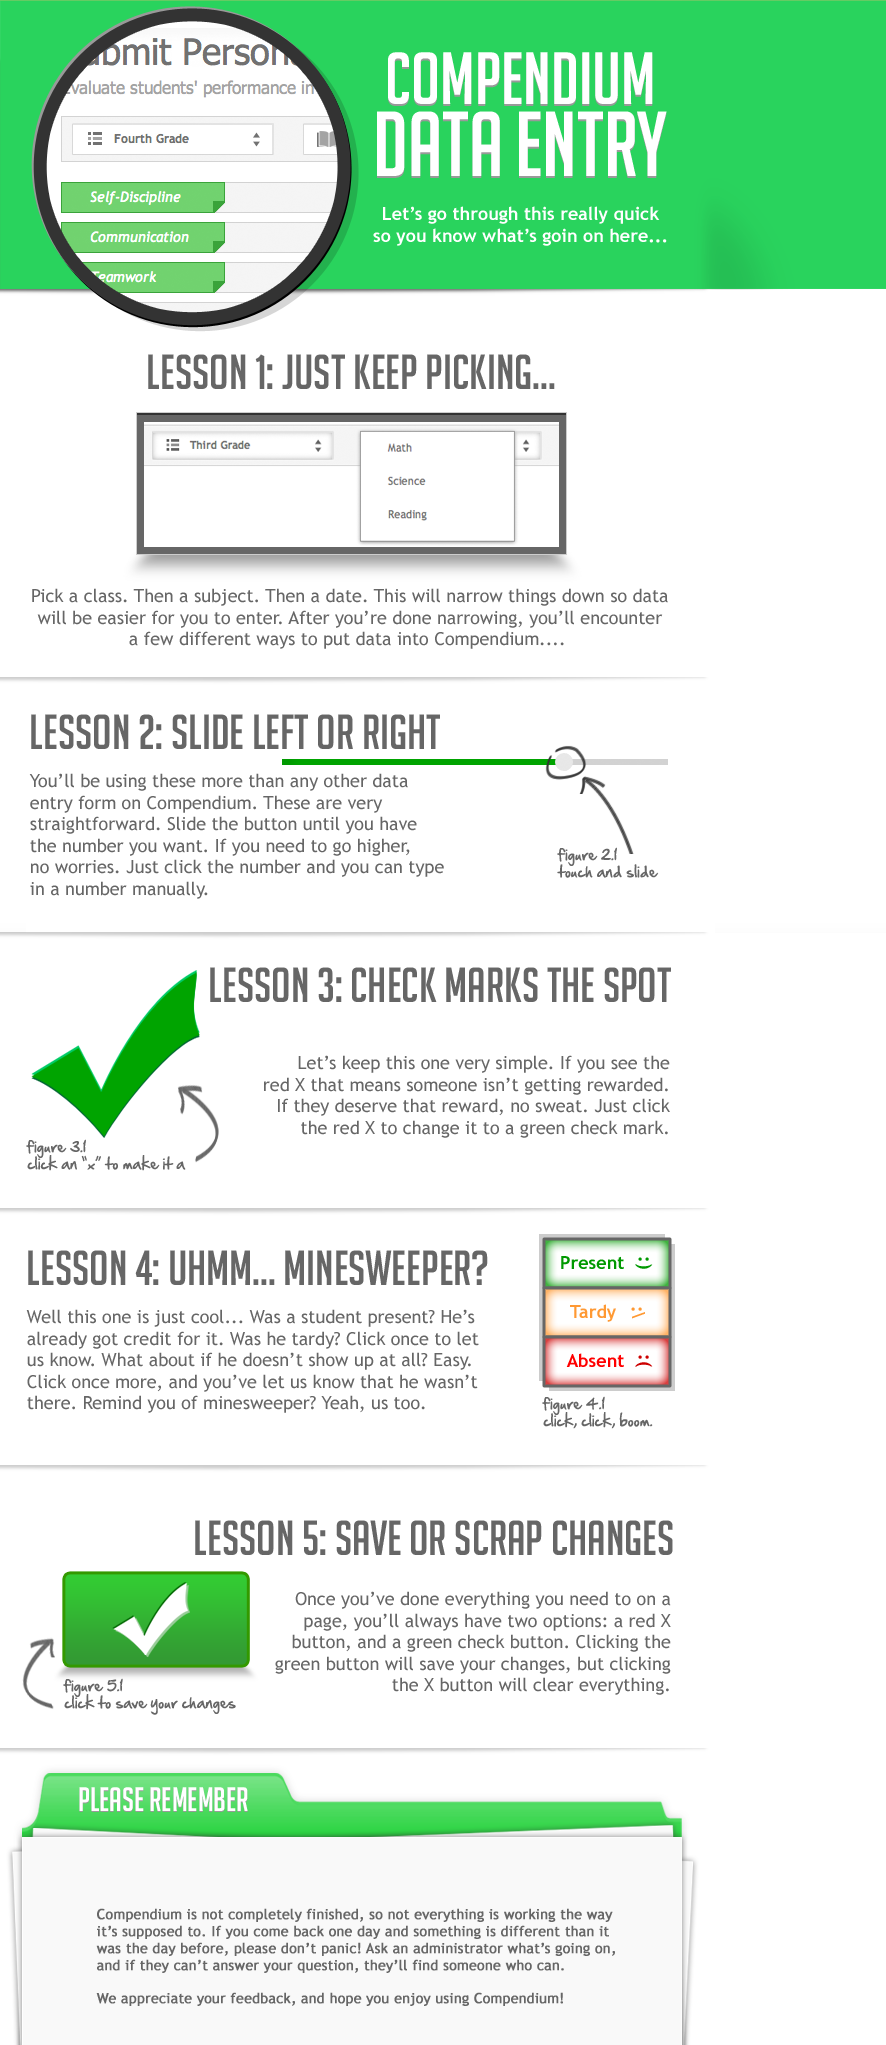 ubmit Person
valuate students' performance in
Fourth Grade
Self-Discipline
Communication
Teamwork
COMPENDIUM
DATA ENTRY
Let's go through this really quick
so you know what's goin on here...
LESSON 1: JUST KEEP PICKING...
Third Grade
Math
Science
Reading
Pick a class. Then a subject. Then a date. This will narrow things down so data
will be easier for you to enter. After you're done narrowing, you'll encounter
a few different ways to put data into Compendium....
LESSON 2: SLIDE LEFT OR RIGHT
You'll be using these more than any other data
entry form on Compendium. These are very
straightforward. Slide the button until you have
the number you want. If you need to go higher,
no worries. Just click the number and you can type
in a number manually.
figure 2.1
touch and slide
LESSON 3: CHECK MARKS THE SPOT
Let's keep this one very simple. If you see the
red X that means someone isn't getting rewarded.
If they deserve that reward, no sweat. Just click
the red X to change it to a green check mark.
figure 3.1
click an "x" to make it a
LESSON 4: UHMM... MINESWEEPER?
Well this one is just cool... Was a student present? He's
already got credit for it. Was he tardy? Click once to let
us know. What about if he doesn't show up at all? Easy.
Click once more, and you've let us know that he wasn't
there. Remind you of minesweeper? Yeah, us too.
Present
Tardy
Absent
figure 4.1
click, click, boom.
LESSON 5: SAVE OR SCRAP CHANGES
Once you've done everything you need to on a
page, you'll always have two options: a red X
button, and a green check button. Clicking the
green button will save your changes, but clicking
the X button will clear everything.
figure 5.1
click to save your changes
PLEASE REMEMBER
Compendium is not completely finished, so not everything is working the way
it's supposed to. If you come back one day and something is different than it
was the day before, please don't panic! Ask an administrator what's going on,
and if they can't answer your question, they'll find someone who can.
We appreciate your feedback, and hope you enjoy using Compendium!